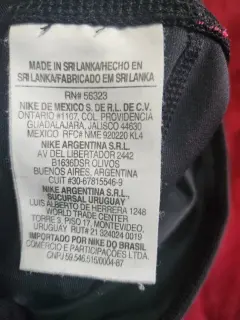 MADE IN SRI LANKA/HECHO EN
SRI LANKA/FABRICADO EM SRI LANKA
RN# 56323
NIKE DE MEXICO S. DE R.L. DE C.V.
ONTARIO #1107, COL. PROVIDENCIA
GUADALAJARA, JALISCO 44630
MEXICO RFC# NME 920220 KL4
NIKE ARGENTINA S.R.L.
AV DEL LIBERTADOR 2442
B1636DSR OLIVOS
BUENOS AIRES, ARGENTINA
CUIT #30-67815546-9
NIKE ARGENTINA S.R.L.,
SUCURSAL URUGUAY
LUIS ALBERTO DE HERRERA 1248
WORLD TRADE CENTER
TORRE 3, PISO 17, MONTEVIDEO,
URUGUAY RUT# 21 924024 0019
IMPORTADO POR NIKE DO BRASIL
COMÉRCIO E PARTICIPAÇÕES LTDA.
CNPJ 59.546.515/0004-87